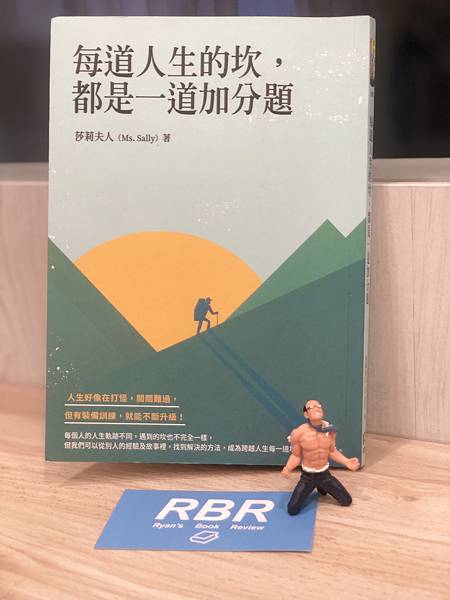 每道人生的坎，
都是一道加分題
莎莉夫人（Ms. Sally）著
人生好像在打怪，關關難過，
但有裝備訓練，就能不斷升級！
每個人的人生軌跡不同，遇到的坎也不完全一樣，
但我們可以從別人的經驗及故事裡，找到解決的方法，成為跨越人生每一道
RBR
Ryan's Book Review